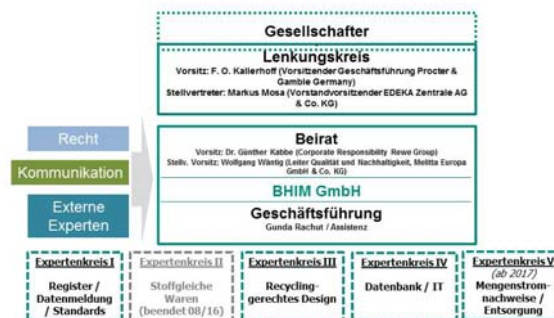 Gesellschafter
Lenkungskreis
Vorsitz: F. O. Kallerhoff (Vorsitzender Geschäftsführung Procter &
Gamble Germany)
Stellvertreter: Markus Mosa (Vorstandvorsitzender EDEKA Zentrale AG
& Co. KG)
Recht
Kommunikation
Externe
Experten
Beirat
Vorsitz: Dr. Günther Kabbe (Corporate Responsibility Rewe Group)
Stellv. Vorsitz: Wolfgang Wäntig (Leiter Qualität und Nachhaltigkeit, Melitta Europa
GmbH & Co. KG)
BHIM GmbH
Geschäftsführung
Gunda Rachut / Assistenz
Expertenkreis I
Register /
Datenmeldung
/ Standards
Expertenkreis II
Stoffgleiche
Waren
(beendet 08/16)
Expertenkreis III
Recycling-
gerechtes Design
Expertenkreis IV
Datenbank / IT
Expertenkreis V
(ab 2017)
Mengenstrom-
nachweise /
Entsorgung